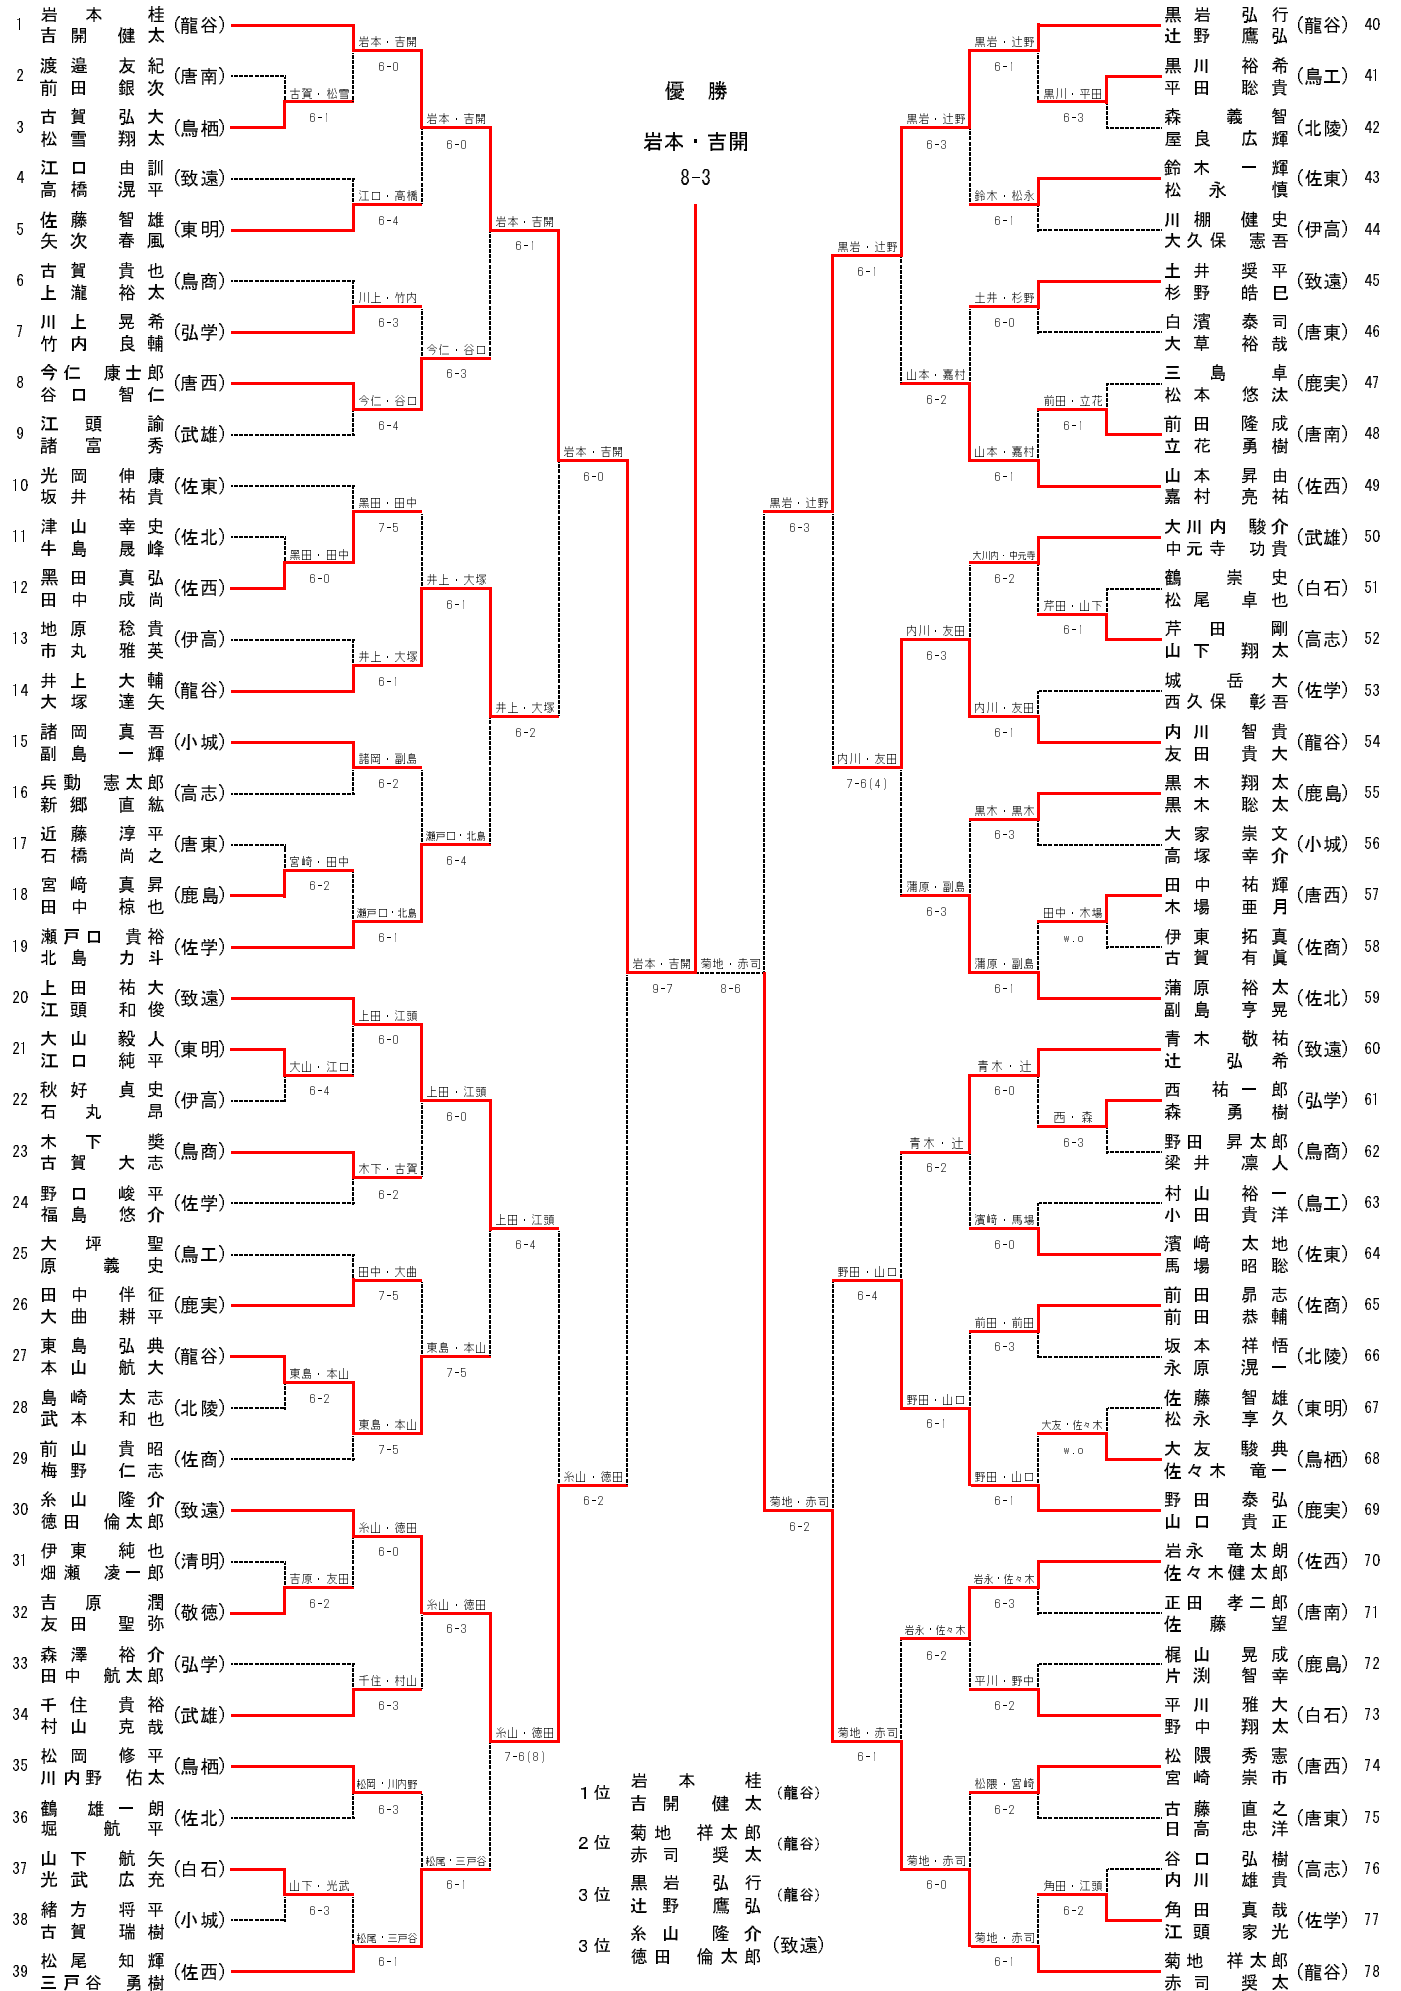 優 勝
岩本・吉開
8-3
1 岩本 桂 吉開 健太 (龍谷)
2 渡邉 友紀 前田 銀次 (唐南)
3 古賀 弘大 松雪 翔太 (鳥栖)
4 江口 由訓 高橋 滉平 (致遠)
5 佐藤 智雄 矢次 春風 (東明)
6 古賀 貴也 上瀧 裕太 (鳥商)
7 川上 晃希 竹内 良輔 (弘学)
8 今仁 康士郎 谷口 智仁 (唐西)
9 江頭 諭 諸富 秀 (武雄)
10 光岡 伸康 坂井 祐貴 (佐東)
11 津山 幸史 牛島 晟峰 (佐北)
12 黑田 真弘 田中 成尚 (佐西)
13 地原 稔貴 市丸 雅英 (伊高)
14 井上 大輔 大塚 達矢 (龍谷)
15 諸岡 真吾 副島 一輝 (小城)
16 兵動 憲太郎 新郷 直紘 (高志)
17 近藤 淳平 石橋 尚之 (唐東)
18 宮﨑 真昇 田中 椋也 (鹿島)
19 瀬戸口 貴裕 北島 力斗 (佐学)
20 上田 祐大 江頭 和俊 (致遠)
21 大山 毅人 江口 純平 (東明)
22 秋好 貞史 石丸 昂 (伊高)
23 木下 奬 古賀 大志 (鳥商)
24 野口 峻平 福島 悠介 (佐学)
25 大坪 聖 原 義史 (鳥工)
26 田中 伴征 大曲 耕平 (鹿実)
27 東島 弘典 本山 航大 (龍谷)
28 島崎 太志 武本 和也 (北陵)
29 前山 貴昭 梅野 仁志 (佐商)
30 糸山 隆介 徳田 倫太郎 (致遠)
31 伊東 純也 畑瀬 凌一郎 (清明)
32 吉原 潤 友田 聖弥 (敬徳)
33 森澤 裕介 田中 航太郎 (弘学)
34 千住 貴裕 村山 克哉 (武雄)
35 松岡 修平 川内野 佑太 (鳥栖)
36 鶴 雄一朗 堀 航平 (佐北)
37 山下 航矢 光武 広充 (白石)
38 緒方 将平 古賀 瑞樹 (小城)
39 松尾 知輝 三戸谷 勇樹 (佐西)
古賀・松雪 6-1
黑田・田中 6-0
宮崎・田中 6-2
大山・江口 6-4
東島・本山 6-2
吉原・友田 6-2
山下・光武 6-3
岩本・吉開 6-0
江口・高橋 6-4
川上・竹内 6-3
今仁・谷口 6-4
黑田・田中 7-5
井上・大塚 6-1
諸岡・副島 6-2
瀬戸口・北島 6-1
上田・江頭 6-0
木下・古賀 6-2
田中・大曲 7-5
東島・本山 7-5
糸山・徳田 6-0
千住・村山 6-3
松岡・川内野 6-3
松尾・三戸谷 6-1
岩本・吉開 6-0
今仁・谷口 6-3
井上・大塚 6-1
瀬戸口・北島 6-4
上田・江頭 6-0
東島・本山 7-5
糸山・徳田 6-3
松尾・三戸谷 6-1
岩本・吉開 6-1
井上・大塚 6-2
上田・江頭 6-4
糸山・徳田 7-6(8)
岩本・吉開 6-0
糸山・徳田 6-2
岩本・吉開 9-7
菊地・赤司 8-6
黒岩・辻野 6-3
菊地・赤司 6-2
黒岩・辻野 6-1
内川・友田 7-6(4)
野田・山口 6-4
菊地・赤司 6-1
黒岩・辻野 6-3
山本・嘉村 6-2
内川・友田 6-3
蒲原・副島 6-3
青木・辻 6-2
野田・山口 6-1
岩永・佐々木 6-2
菊地・赤司 6-0
黒岩・辻野 6-1
鈴木・松永 6-1
土井・杉野 6-0
山本・嘉村 6-1
大川内・中元寺 6-2
内川・友田 6-1
黒木・黒木 6-3
蒲原・副島 6-1
青木・辻 6-0
濱﨑・馬場 6-0
前田・前田 6-3
野田・山口 6-1
岩永・佐々木 6-3
平川・野中 6-2
松隈・宮崎 6-2
菊地・赤司 6-1
黒川・平田 6-3
前田・立花 6-1
芹田・山下 6-1
田中・木場 w.o
西・森 6-3
大友・佐々木 w.o
角田・江頭 6-2
黒岩 弘行 辻野 鷹弘 (龍谷) 40
黒川 裕希 平田 聡貴 (鳥工) 41
森 義智 屋良 広輝 (北陵) 42
鈴木 一輝 松永 慎 (佐東) 43
川棚 健史 大久保 憲吾 (伊高) 44
土井 奨平 杉野 皓巳 (致遠) 45
白濱 泰司 大草 裕哉 (唐東) 46
三島 卓 松本 悠汰 (鹿実) 47
前田 隆成 立花 勇樹 (唐南) 48
山本 昇由 嘉村 亮祐 (佐西) 49
大川内 駿介 中元寺 功貴 (武雄) 50
鶴 崇史 松尾 卓也 (白石) 51
芹田 剛 山下 翔太 (高志) 52
城 岳大 西久保 彰吾 (佐学) 53
内川 智貴 友田 貴大 (龍谷) 54
黒木 翔太 黒木 聡太 (鹿島) 55
大家 崇文 高塚 幸介 (小城) 56
田中 祐輝 木場 亜月 (唐西) 57
伊東 拓真 古賀 有眞 (佐商) 58
蒲原 裕太 副島 亨晃 (佐北) 59
青木 敬祐 辻 弘希 (致遠) 60
西 祐一郎 森 勇樹 (弘学) 61
野田 昇太郎 梁井 凛人 (鳥商) 62
村山 裕一 小田 貴洋 (鳥工) 63
濱﨑 太地 馬場 昭聡 (佐東) 64
前田 昴志 前田 恭輔 (佐商) 65
坂本 祥悟 永原 滉一 (北陵) 66
佐藤 智雄 松永 享久 (東明) 67
大友 駿典 佐々木 竜一 (鳥栖) 68
野田 泰弘 山口 貴正 (鹿実) 69
岩永 竜太朗 佐々木健太郎 (佐西) 70
正田 孝二郎 佐藤 望 (唐南) 71
梶山 晃成 片渕 智幸 (鹿島) 72
平川 雅大 野中 翔太 (白石) 73
松隈 秀憲 宮崎 崇市 (唐西) 74
古藤 直之 日高 忠洋 (唐東) 75
谷口 弘樹 内川 雄貴 (高志) 76
角田 真哉 江頭 家光 (佐学) 77
菊地 祥太郎 赤司 奨太 (龍谷) 78
1位 岩本 桂 吉開 健太 (龍谷)
2位 菊地 祥太郎 赤司 奨太 (龍谷)
3位 黒岩 弘行 辻野 鷹弘 (龍谷)
3位 糸山 隆介 徳田 倫太郎 (致遠)